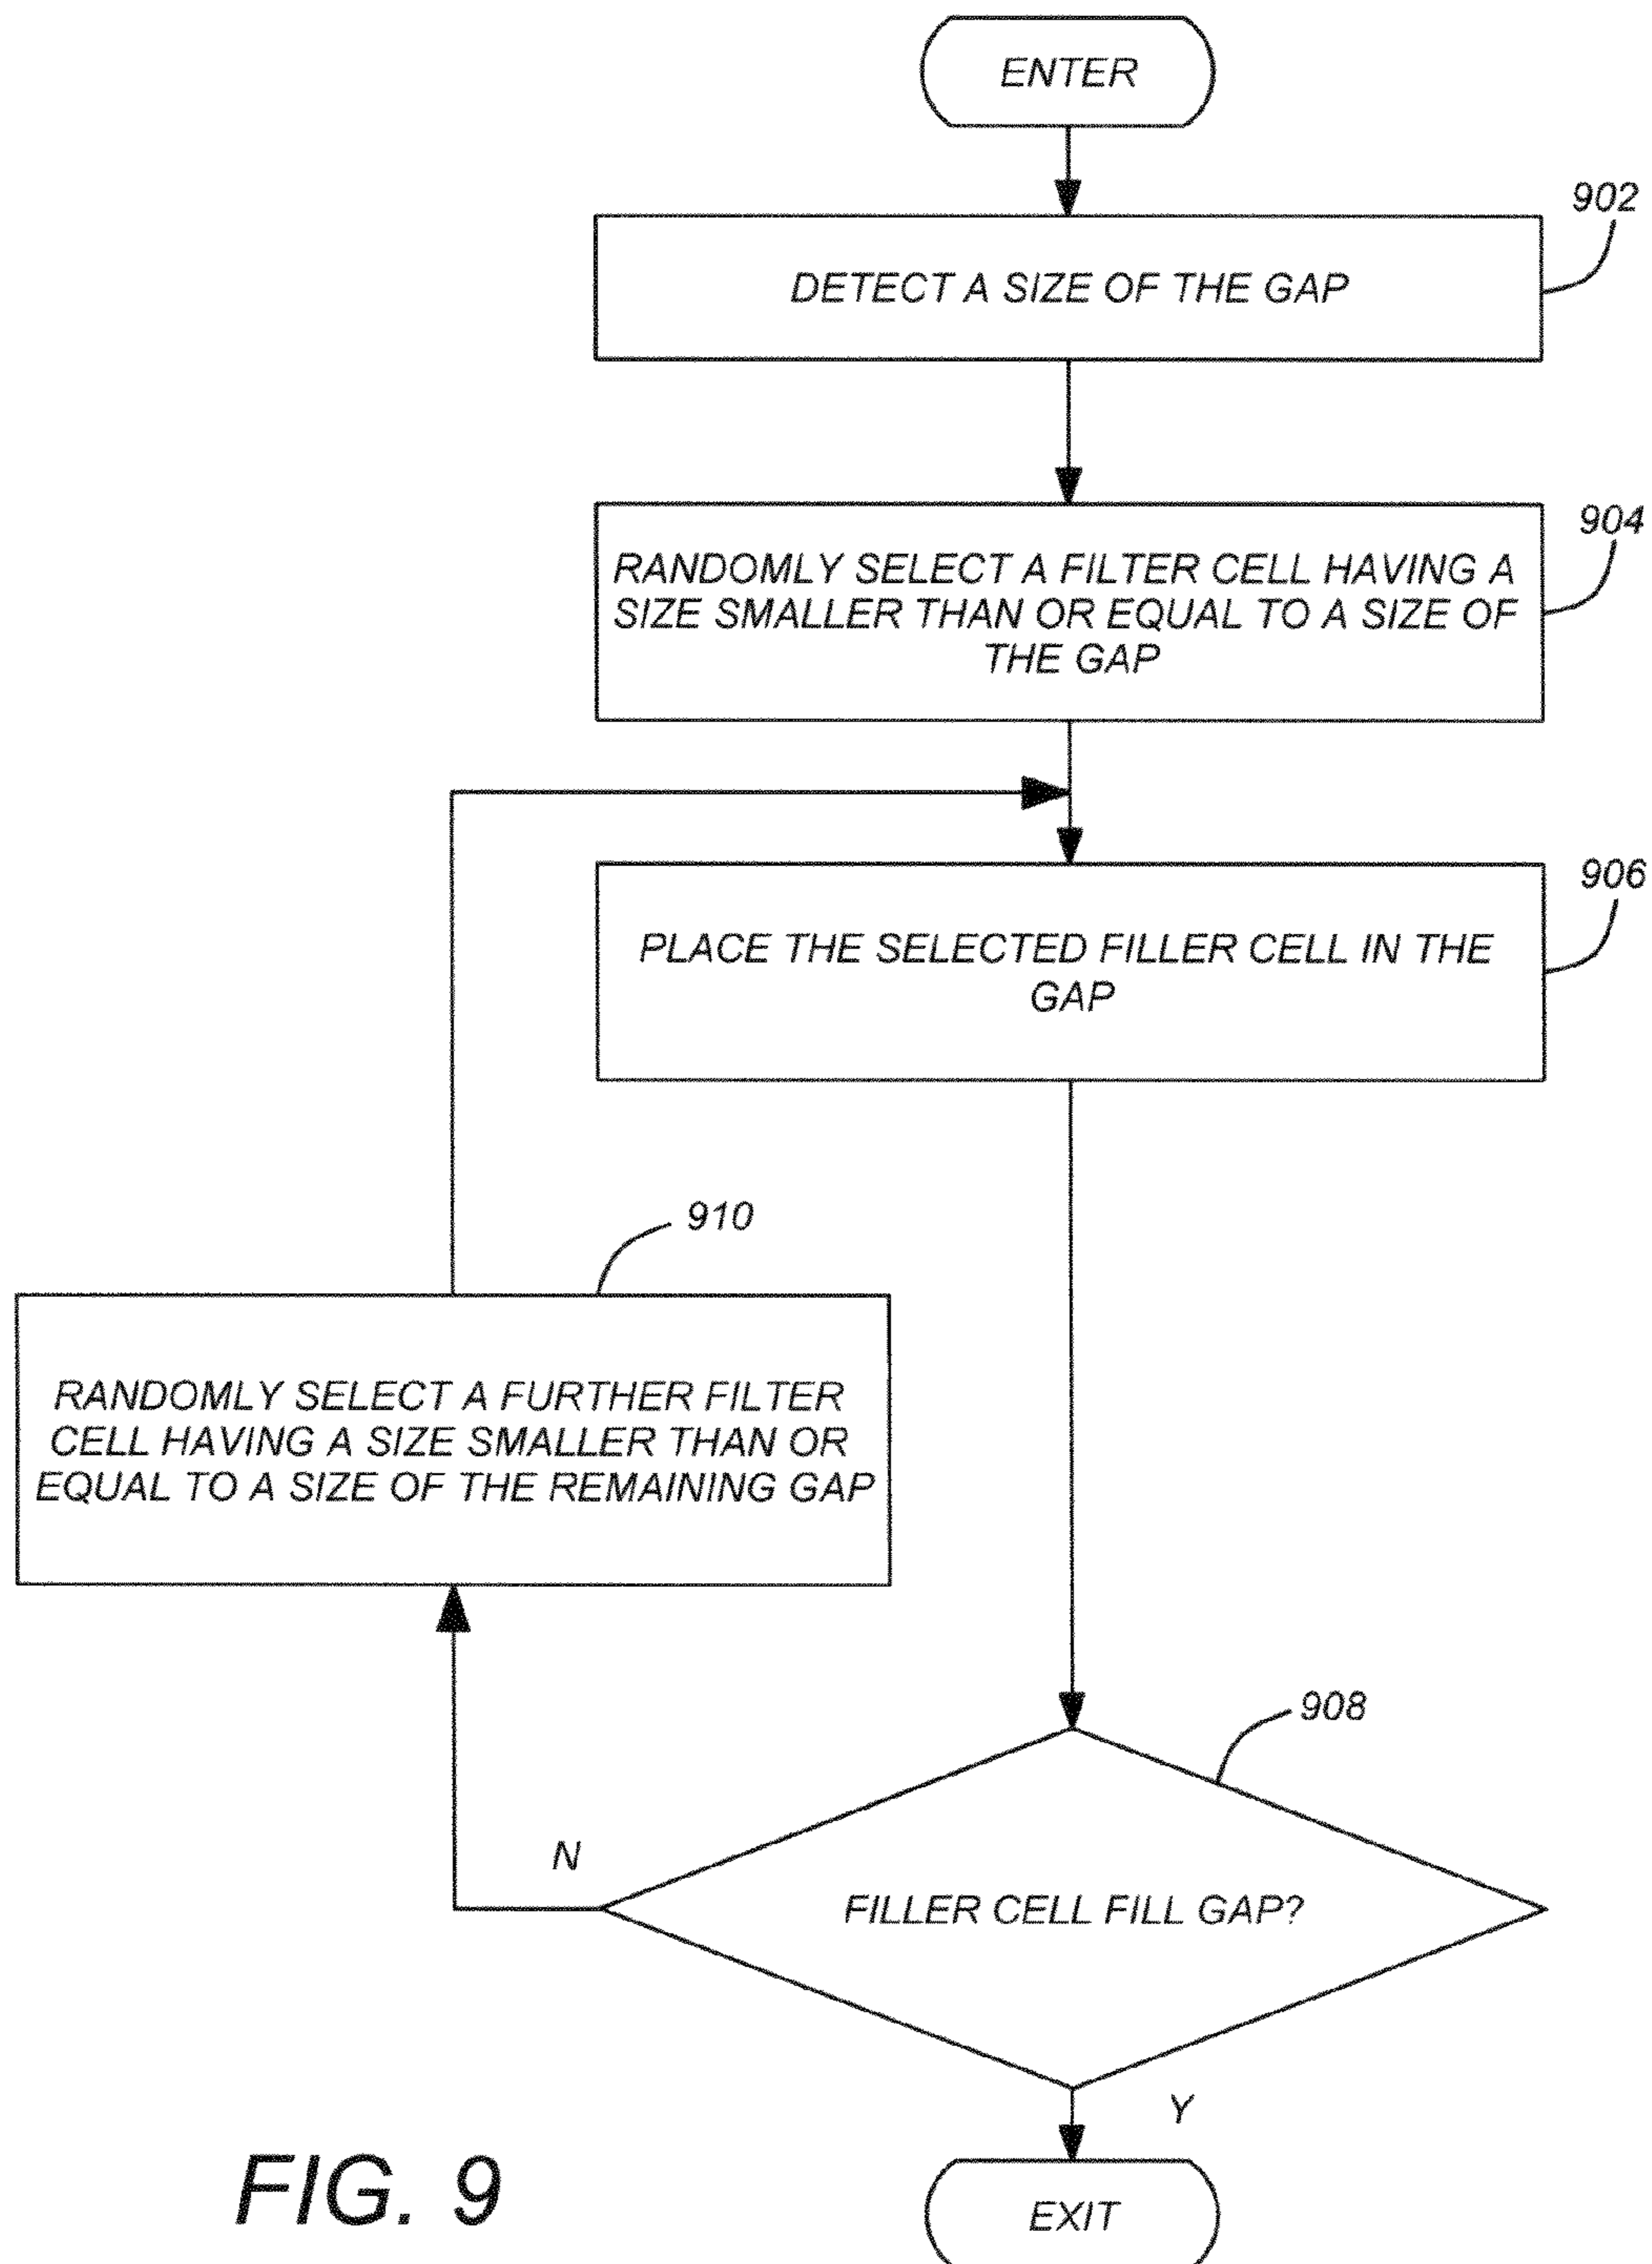 ENTER
902
DETECT A SIZE OF THE GAP
904
RANDOMLY SELECT A FILTER CELL HAVING A
SIZE SMALLER THAN OR EQUAL TO A SIZE OF
THE GAP
906
PLACE THE SELECTED FILLER CELL IN THE
GAP
910
RANDOMLY SELECT A FURTHER FILTER
CELL HAVING A SIZE SMALLER THAN OR
EQUAL TO A SIZE OF THE REMAINING GAP
908
N
FILLER CELL FILL GAP?
Y
FIG. 9
EXIT